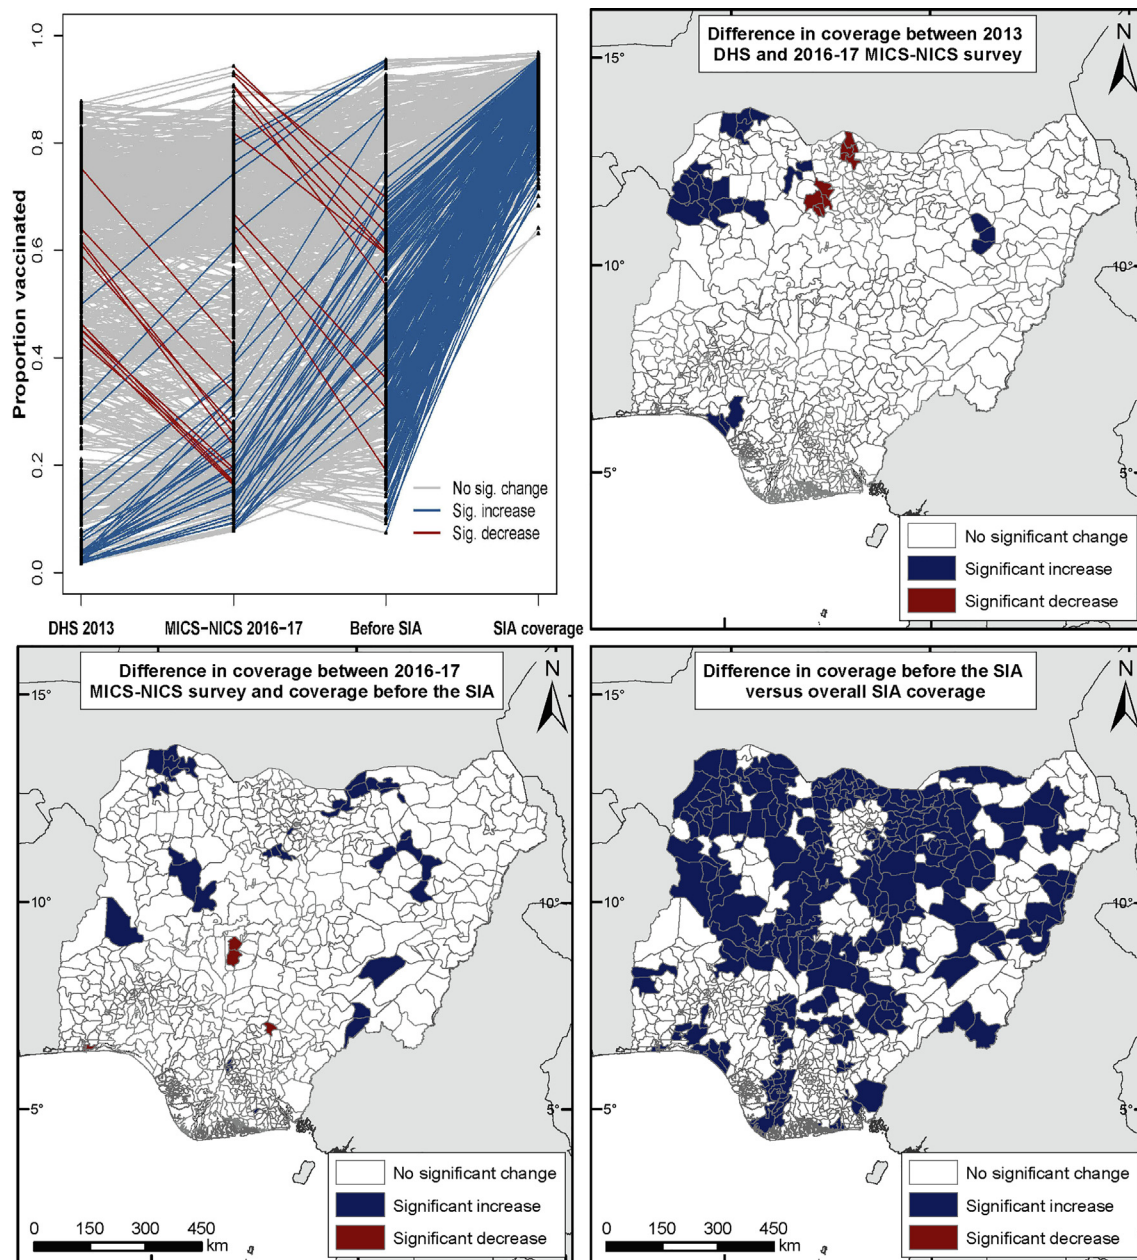 1.0
0.8
0.6
0.4
0.2
0.0
Proportion vaccinated
No sig. change
Sig. increase
Sig. decrease
DHS 2013
MICS-NICS 2016-17
Before SIA
SIA coverage
Difference in coverage between 2013
DHS and 2016-17 MICS-NICS survey
N
15°
10°
5°
No significant change
Significant increase
Significant decrease
Difference in coverage between 2016-17
MICS-NICS survey and coverage before the SIA
N
15°
10°
10°
5°
5°
No significant change
Significant increase
Significant decrease
0 150 300 450
km
Difference in coverage before the SIA
versus overall SIA coverage
N
15°
10°
5°
No significant change
Significant increase
Significant decrease
0 150 300 450
km